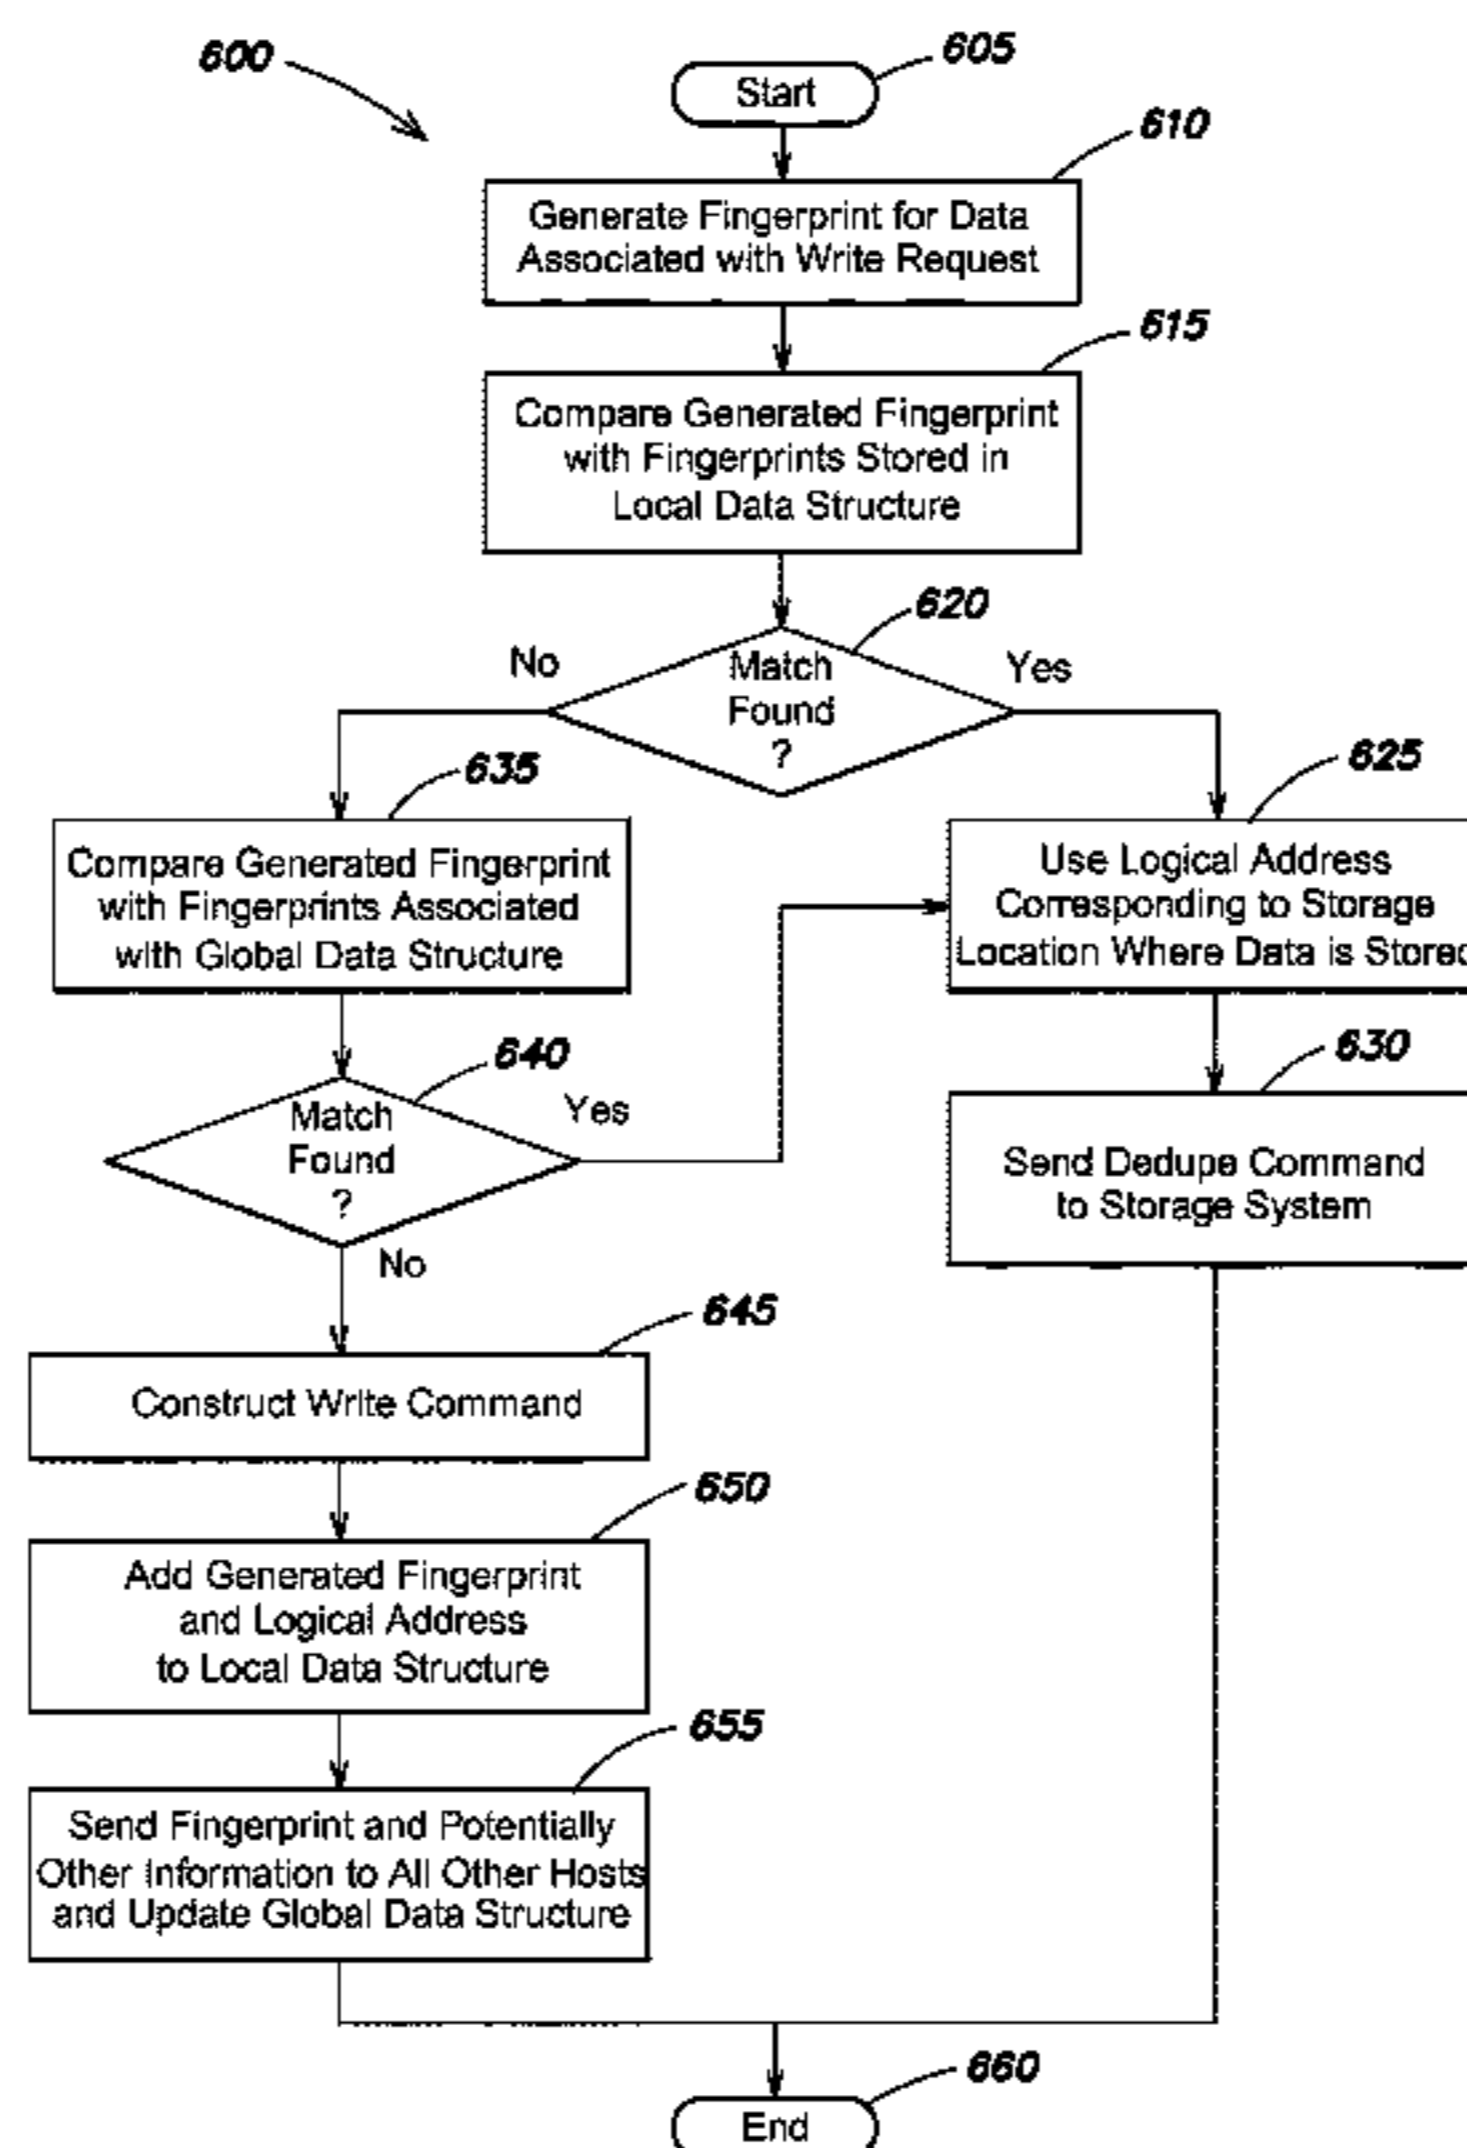 600
605
Start
610
Generate Fingerprint for Data
Associated with Write Request
615
Compare Generated Fingerprint
with Fingerprints Stored in
Local Data Structure
620
No
Match
Found
?
Yes
635
Compare Generated Fingerprint
with Fingerprints Associated
with Global Data Structure
625
Use Logical Address
Corresponding to Storage
Location Where Data is Stored
640
Match
Found
?
Yes
No
630
Send Dedupe Command
to Storage System
645
Construct Write Command
650
Add Generated Fingerprint
and Logical Address
to Local Data Structure
655
Send Fingerprint and Potentially
Other Information to All Other Hosts
and Update Global Data Structure
660
End